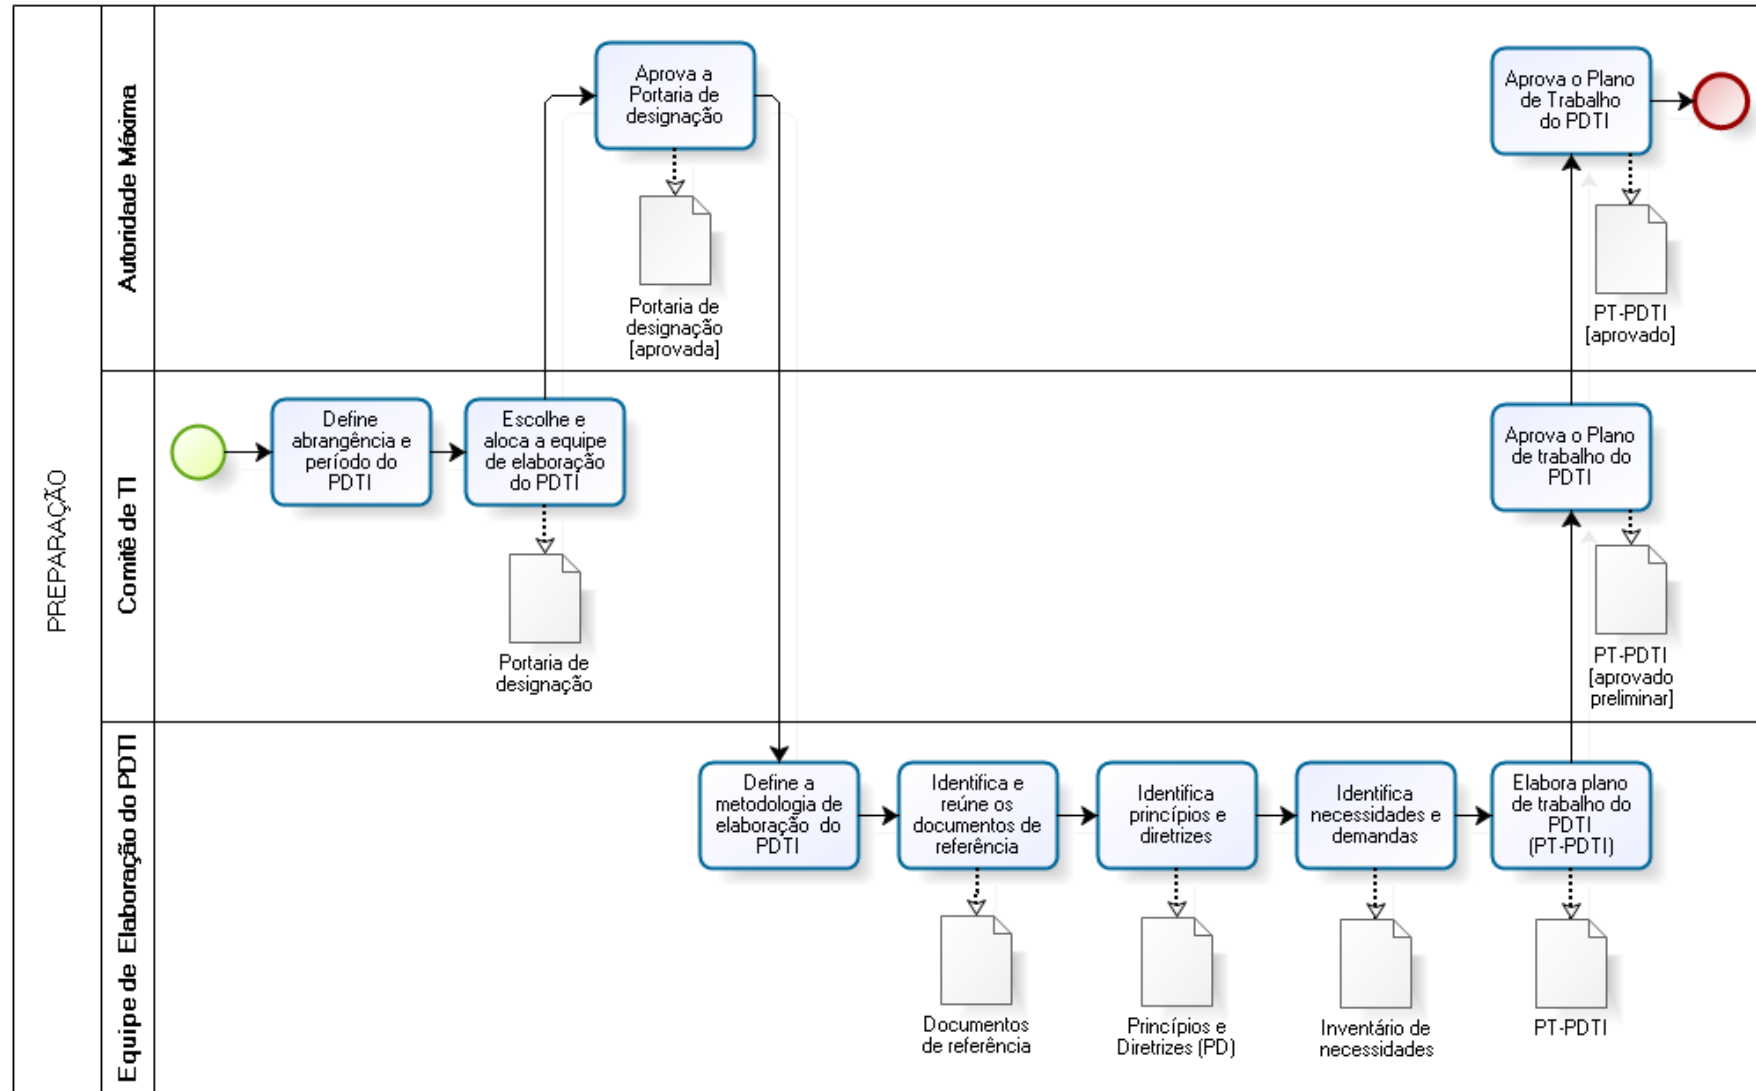 PREPARAÇÃO
Autoridade Máxima
Aprova a
Portaria de
designação
Portaria de
designação
[aprovada]
Aprova o Plano
de Trabalho
do PDTI
PT-PDTI
[aprovado]
Comitê de TI
Define
abrangência e
período do
PDTI
Escolhe e
aloca a equipe
de elaboração
do PDTI
Portaria de
designação
Aprova o Plano
de trabalho do
PDTI
PT-PDTI
[aprovado
preliminar]
Equipe de Elaboração do PDTI
Define a
metodologia de
elaboração do
PDTI
Identifica e
reúne os
documentos de
referência
Documentos
de referência
Identifica
princípios e
diretrizes
Princípios e
Diretrizes (PD)
Identifica
necessidades e
demandas
Inventário de
necessidades
Elabora plano
de trabalho do
PDTI
(PT-PDTI)
PT-PDTI